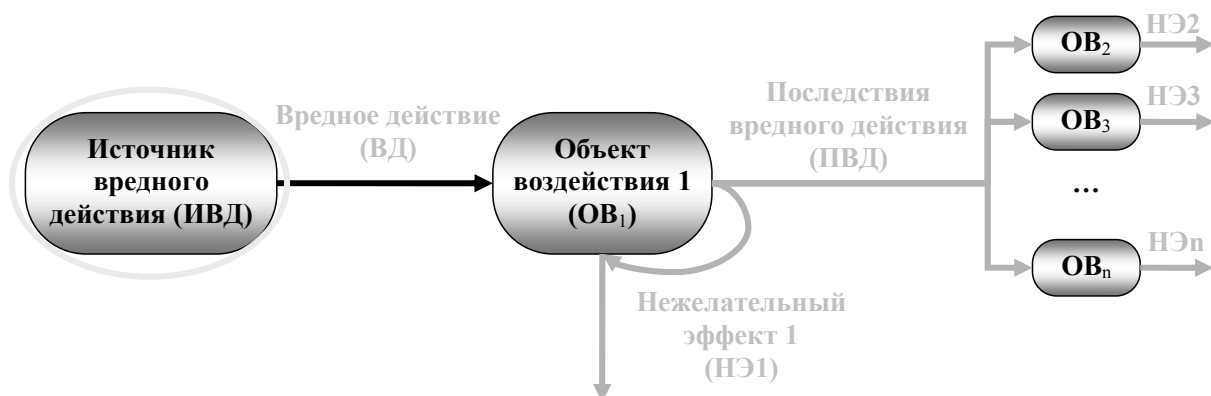 Источник
вредного
действия (ИВД)
Вредное действие
(ВД)
Объект
воздействия 1
(ОВ₁)
Нежелательный
эффект 1
(НЭ1)
Последствия
вредного действия
(ПВД)
ОВ₂
НЭ2
ОВ₃
НЭ3
...
ОВₙ
НЭn